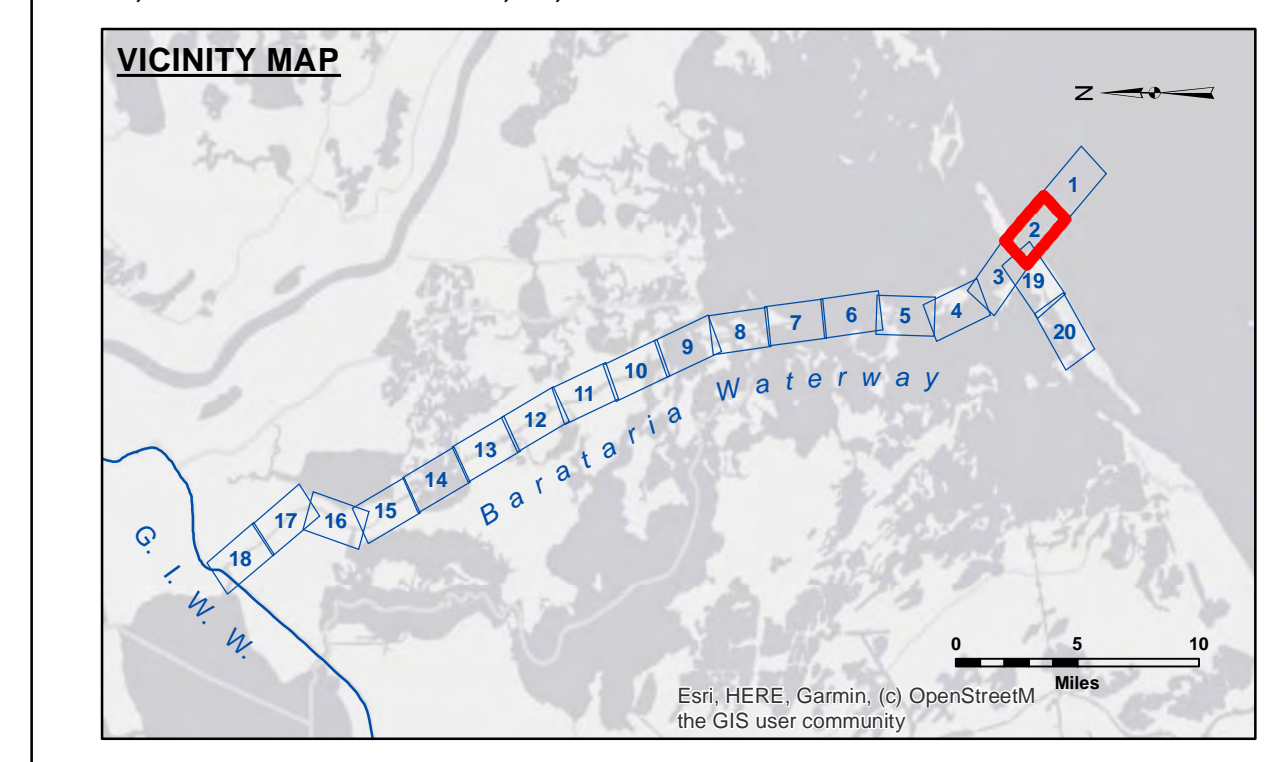 VICINITY MAP
N
1
2
3
19
4
5
6
7
8
20
9
10
11
12
13
14
15
16
17
18
Barataria Waterway
G. I. W. W.
0 5 10
Miles
Esri, HERE, Garmin, (c) OpenStreetM
the GIS user community